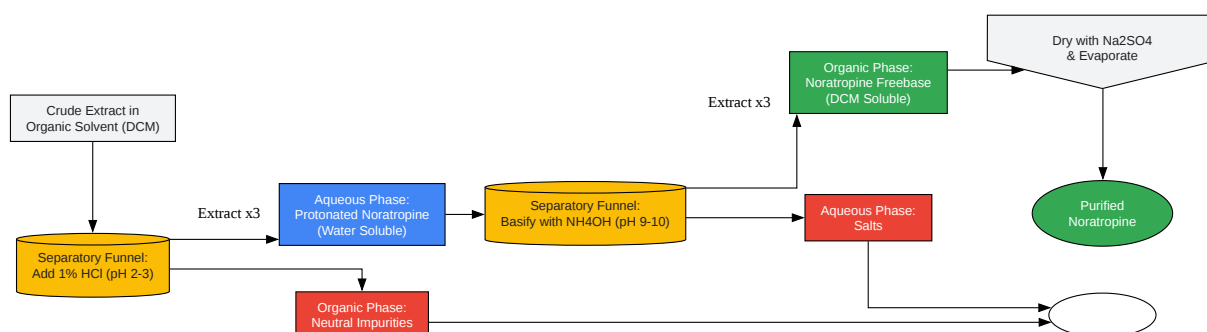 Crude Extract in
Organic Solvent (DCM)
Separatory Funnel:
Add 1% HCl (pH 2-3)
Extract x3
Aqueous Phase:
Protonated Noratropine
(Water Soluble)
Organic Phase:
Neutral Impurities
Separatory Funnel:
Basify with NH4OH (pH 9-10)
Extract x3
Organic Phase:
Noratropine Freebase
(DCM Soluble)
Aqueous Phase:
Salts
Dry with Na2SO4
& Evaporate
Purified
Noratropine